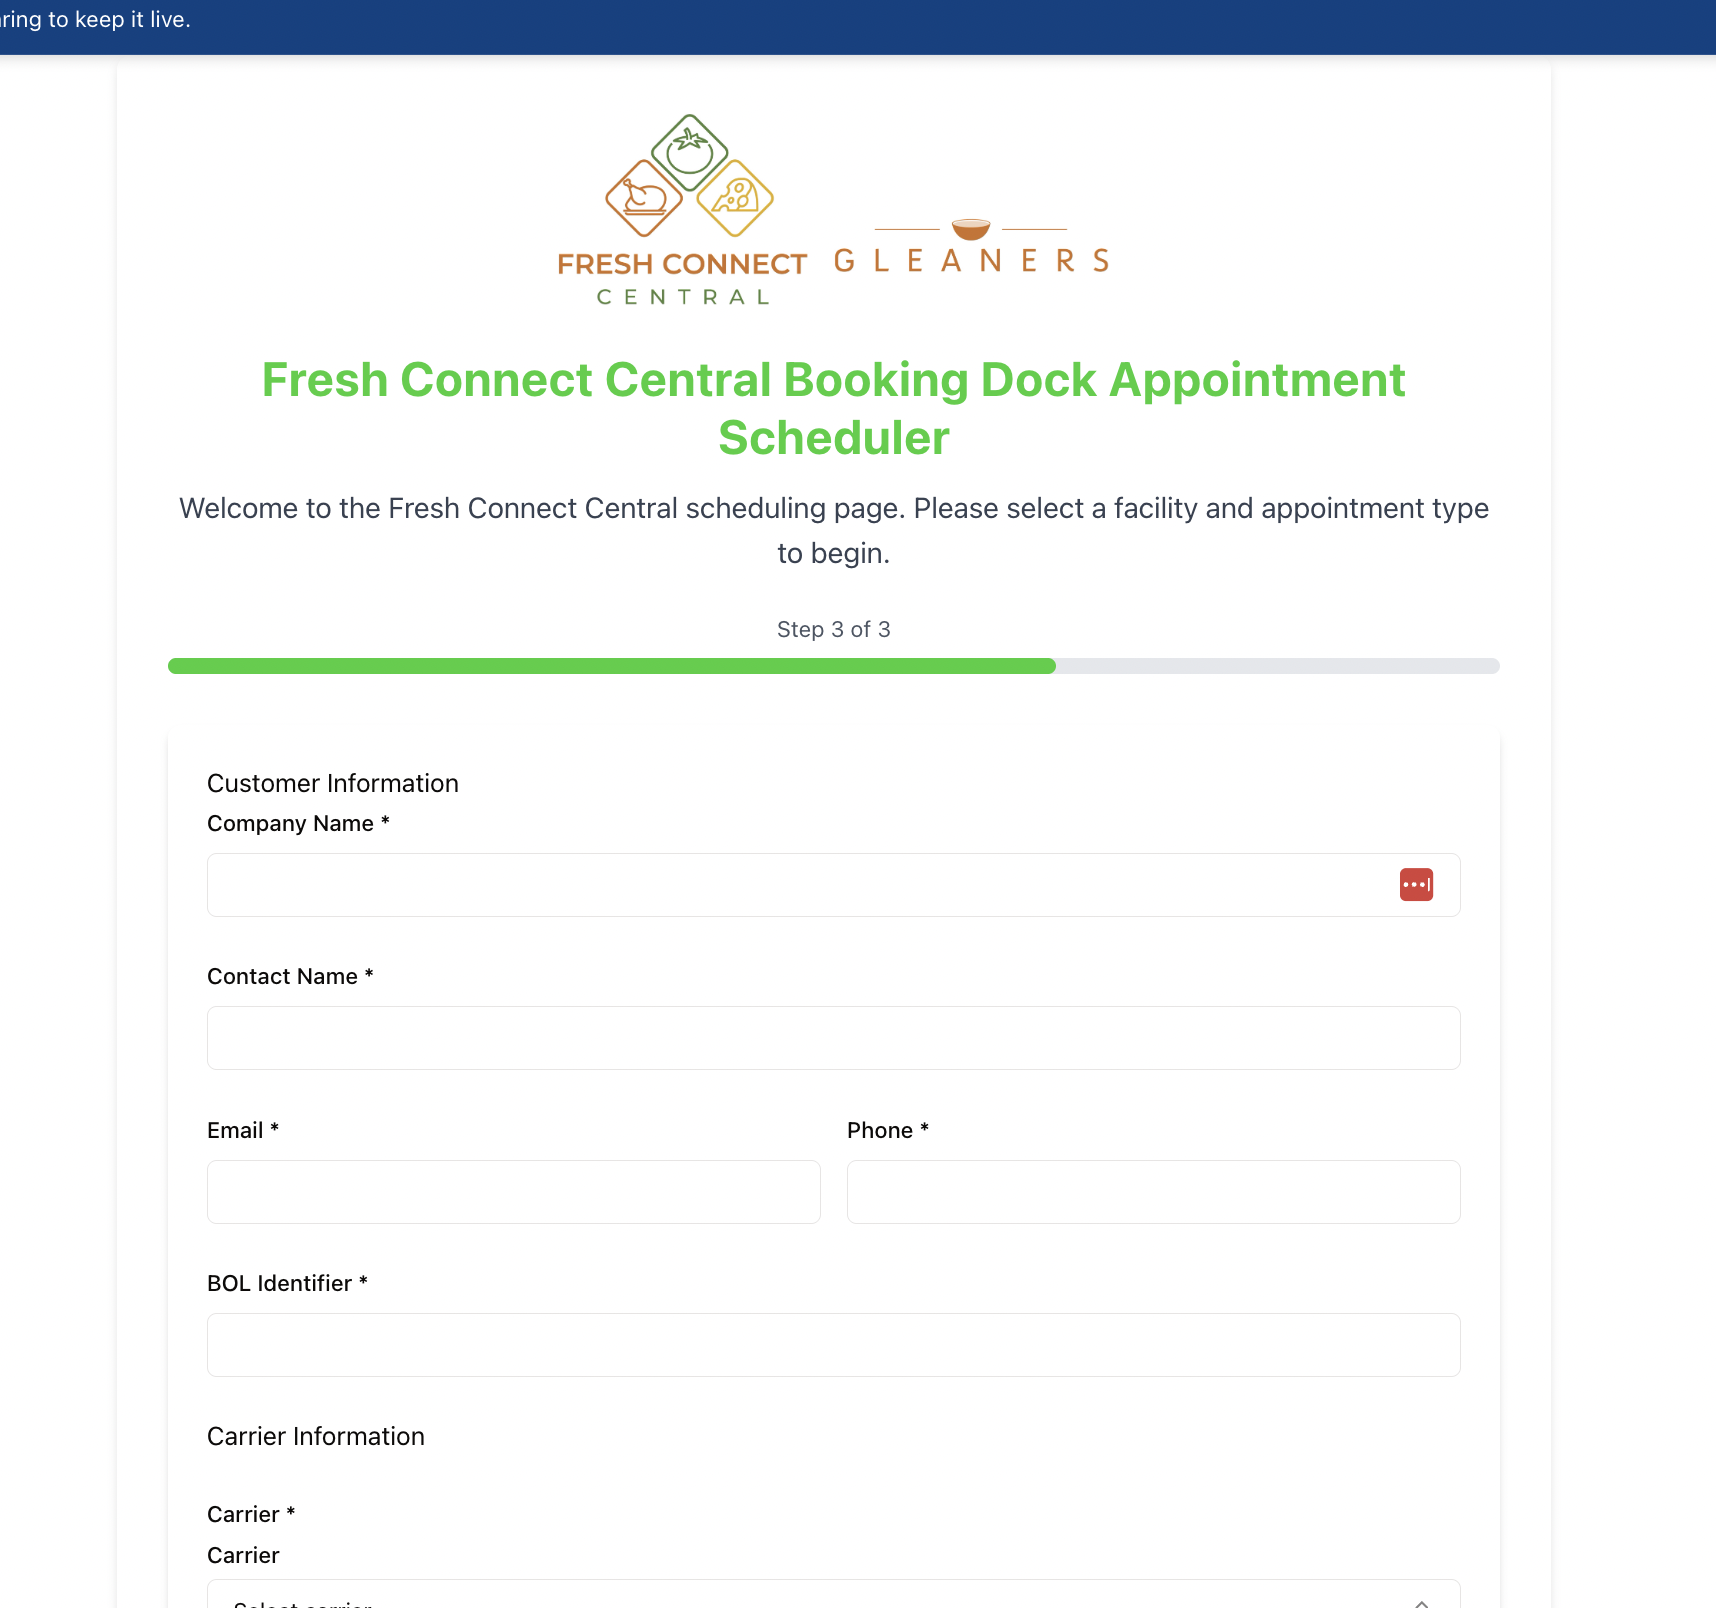 to keep it live.
FRESH CONNECT
CENTRAL
GLEANERS
Fresh Connect Central Booking Dock Appointment
Scheduler
Welcome to the Fresh Connect Central scheduling page. Please select a facility and appointment type
to begin.
Step 3 of 3
Customer Information
Company Name *
Contact Name *
Email * Phone *
BOL Identifier *
Carrier Information
Carrier *
Carrier
Select carrier